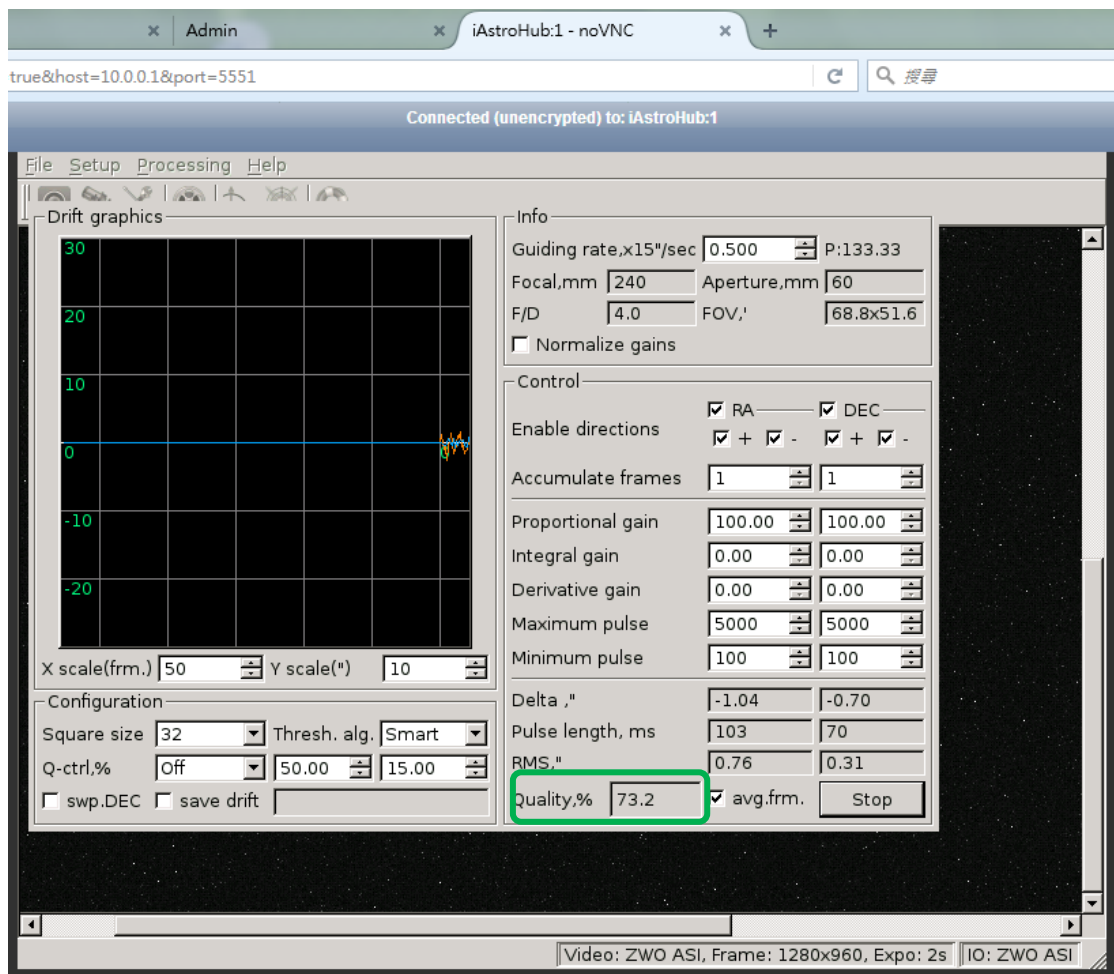 Admin
iAstroHub:1 - noVNC
true&host=10.0.0.1&port=5551
搜尋
Connected (unencrypted) to: iAstroHub:1
File Setup Processing Help
Drift graphics
30
20
10
0
-10
-20
X scale(frm.) 50 Y scale(") 10
Configuration
Square size 32 Thresh. alg. Smart
Q-ctrl,% Off 50.00 15.00
swp.DEC save drift
Info
Guiding rate,x15"/sec 0.500 P:133.33
Focal,mm 240 Aperture,mm 60
F/D 4.0 FOV,' 68.8x51.6
Normalize gains
Control
Enable directions RA DEC
+ - + -
Accumulate frames 1 1
Proportional gain 100.00 100.00
Integral gain 0.00 0.00
Derivative gain 0.00 0.00
Maximum pulse 5000 5000
Minimum pulse 100 100
Delta ," -1.04 -0.70
Pulse length, ms 103 70
RMS," 0.76 0.31
Quality,% 73.2 avg.frm. Stop
Video: ZWO ASI, Frame: 1280x960, Expo: 2s IO: ZWO ASI